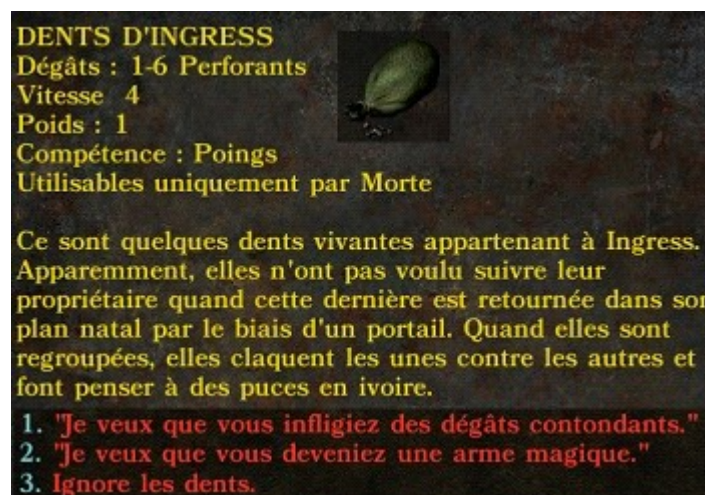 DENTS D'INGRESS
Dégâts : 1-6 Perforants
Vitesse 4
Poids : 1
Compétence : Poings
Utilisables uniquement par Morte
Ce sont quelques dents vivantes appartenant à Ingress.
Apparemment, elles n'ont pas voulu suivre leur
propriétaire quand cette dernière est retournée dans son
plan natal par le biais d'un portail. Quand elles sont
regroupées, elles claquent les unes contre les autres et
font penser à des puces en ivoire.
1. "Je veux que vous infligiez des dégâts contondants."
2. "Je veux que vous deveniez une arme magique."
3. Ignore les dents.